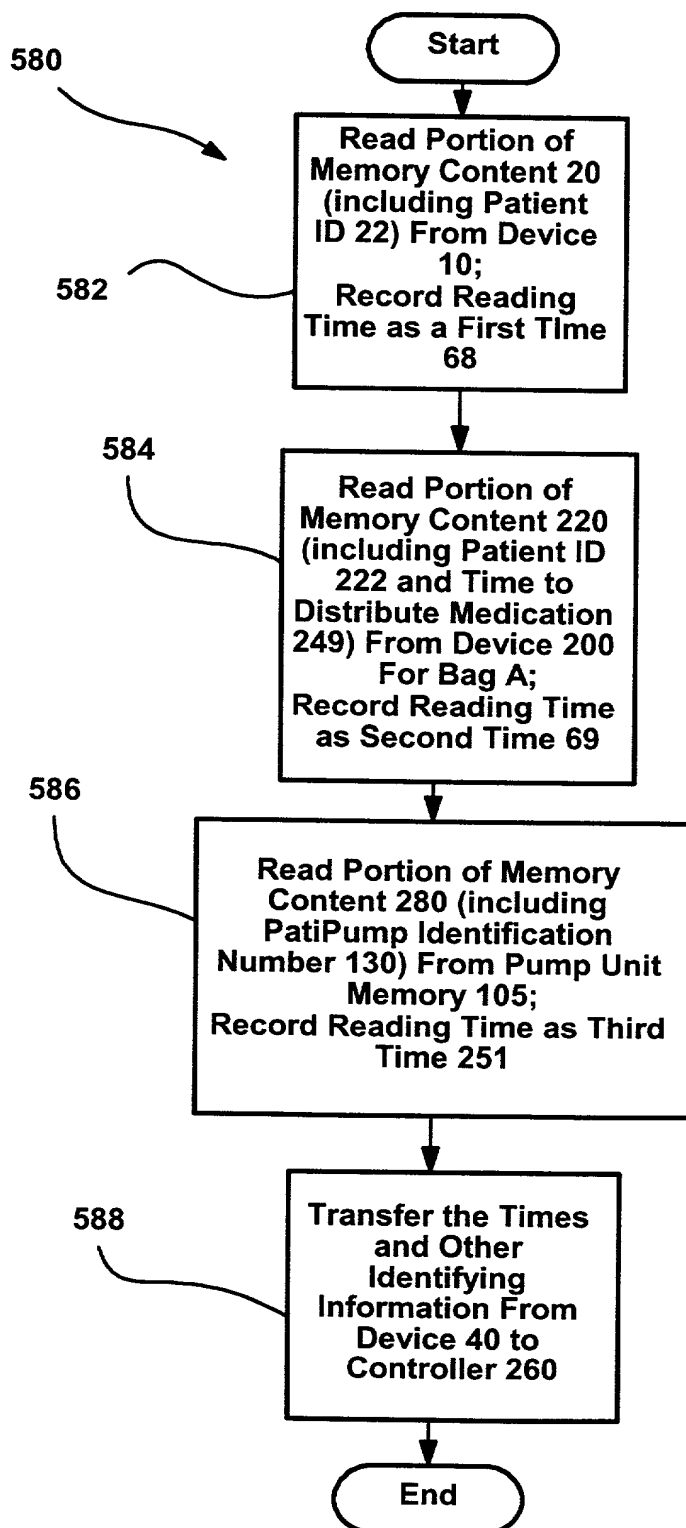 Start
580
Read Portion of
Memory Content 20
(including Patient
ID 22) From Device
10;
Record Reading
Time as a First TIme
68
582
584
Read Portion of
Memory Content 220
(including Patient ID
222 and Time to
Distribute Medication
249) From Device 200
For Bag A;
Record Reading Time
as Second Time 69
586
Read Portion of Memory
Content 280 (including
PatiPump Identification
Number 130) From Pump Unit
Memory 105;
Record Reading Time as Third
Time 251
588
Transfer the Times
and Other
Identifying
Information From
Device 40 to
Controller 260
End